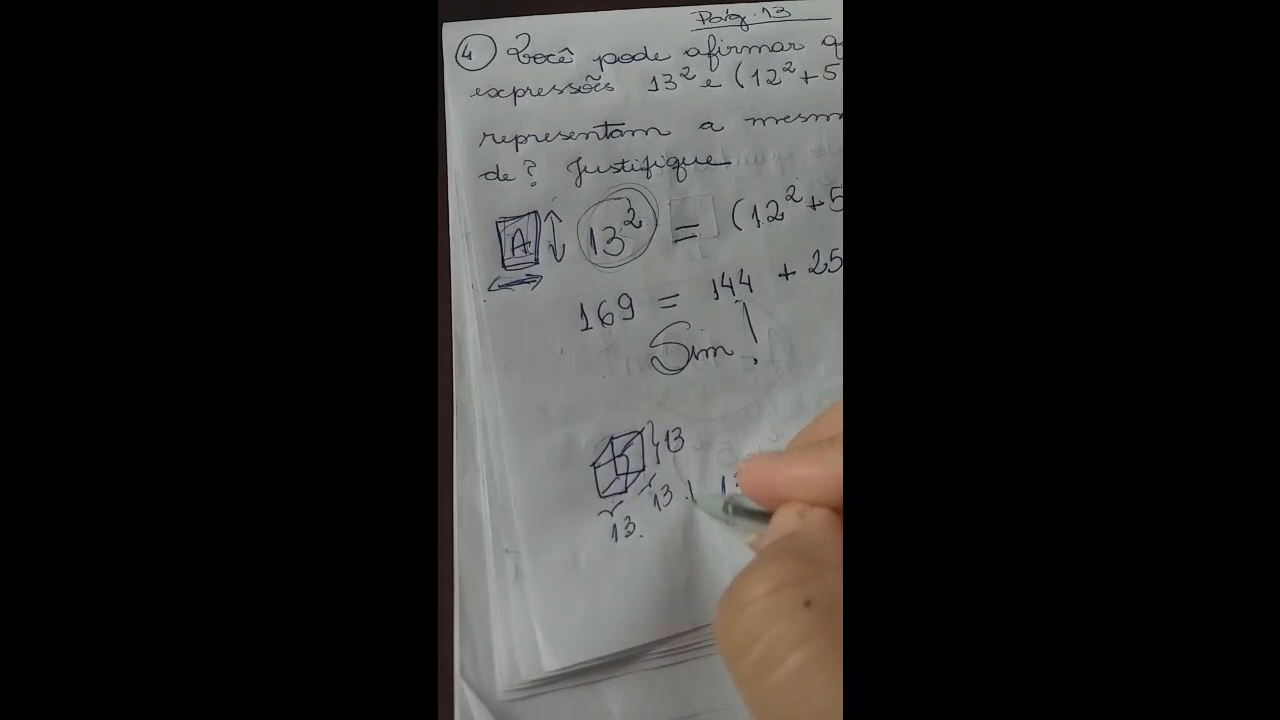 Pág. 13
4 Você pode afirmar q
expressões 13² e (12² + 5
representam a mesm
de? Justifique
A 13² = (12² + 5
169 = 144 + 25
Sim!
13
13.
13.